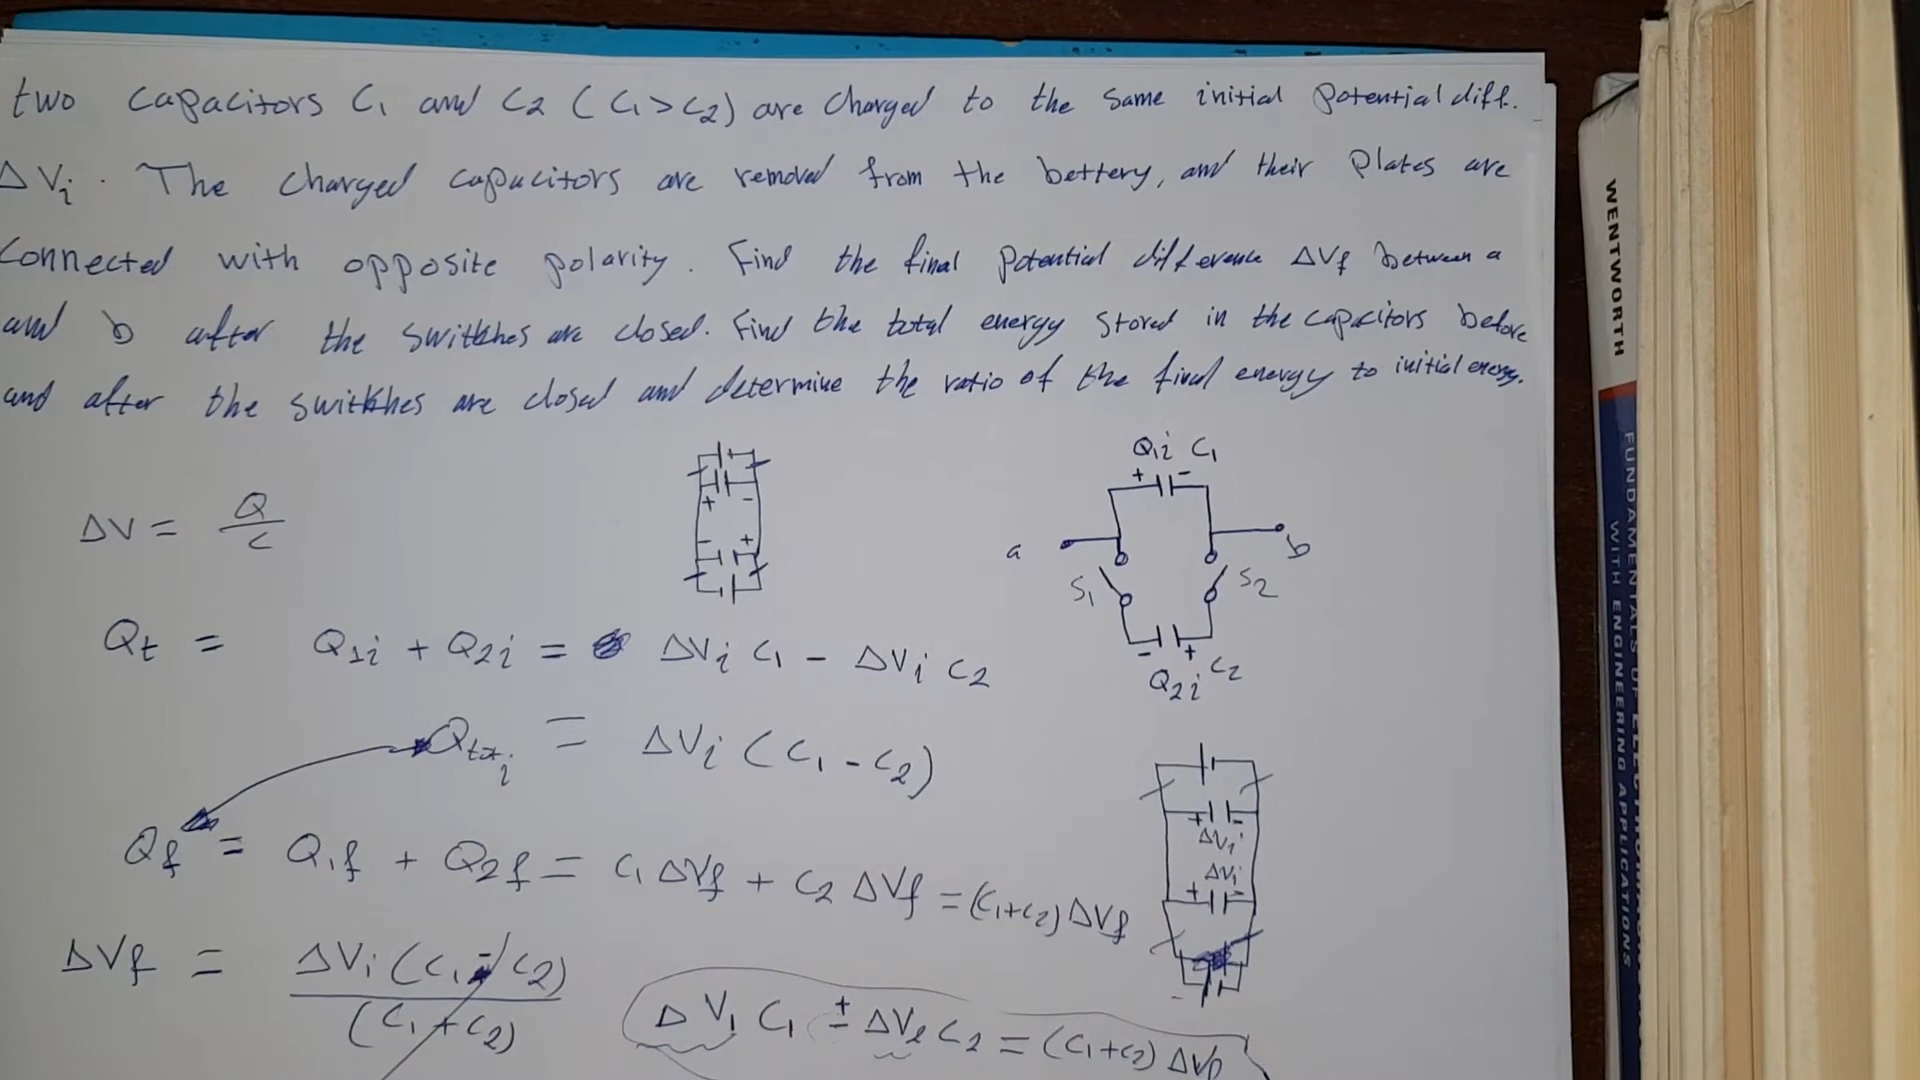 two capacitors C₁ and C₂ (C₁>C₂) are charged to the same initial potential diff.
ΔVi. The charged capacitors are removed from the bettery, and their plates are
connected with opposite polarity. Find the final potential difference ΔVf between a
and b after the switches are closed. Find the total energy stored in the capacitors before
and after the switches are closed and determine the ratio of the final energy to initial energy.
Q1i C₁
+ -
ΔV = Q/C
+ -
- +
a
b
S₁
S₂
- +
Q2i C₂
Qt = Q1i + Q2i = ΔVi C₁ - ΔVi C₂
Qtot i = ΔVi (C₁ - C₂)
+ -
ΔVi
ΔVi
+ -
Qf = Q1f + Q2f = C₁ ΔVf + C₂ ΔVf = (C₁+C₂) ΔVf
ΔVf = ΔVi (C₁ - C₂) / (C₁ + C₂)
-
ΔV₁ C₁ ± ΔV₂ C₂ = (C₁+C₂) ΔVf
WENTWORTH
FUNDAMENTALS OF
WITH ENGINEERING APPLICATIONS